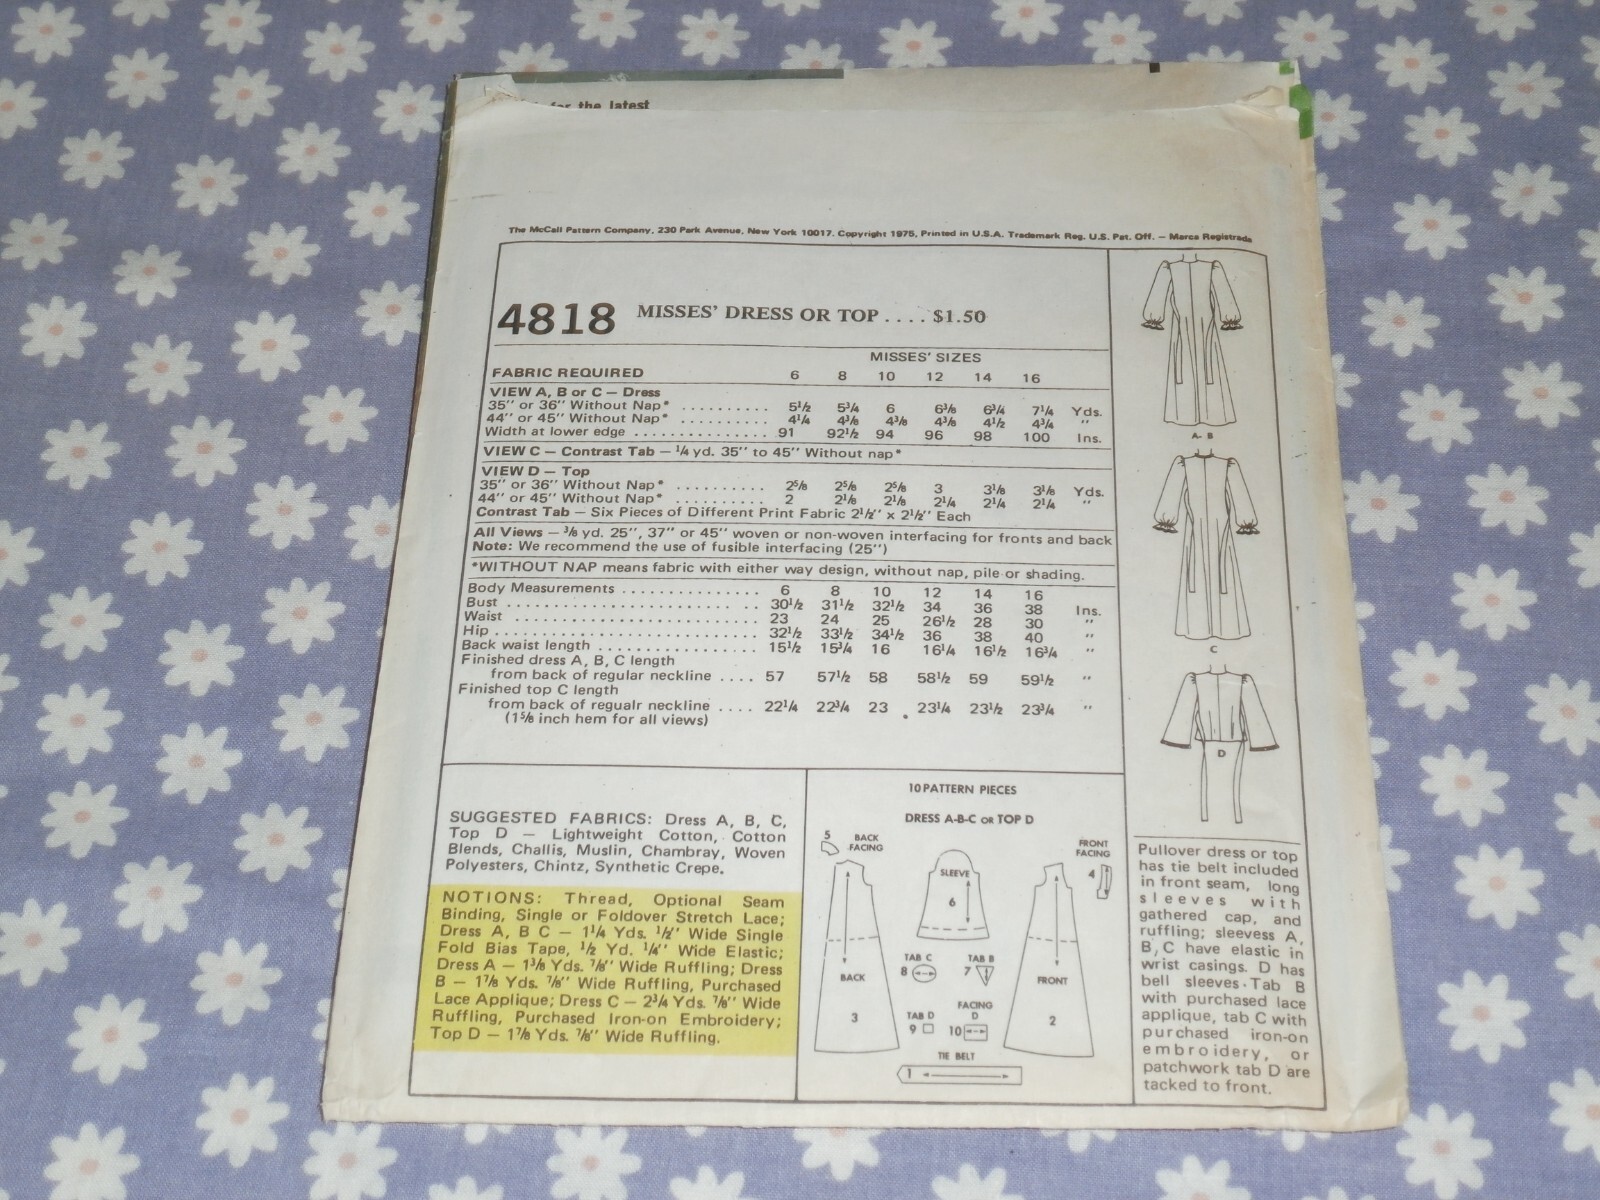 for the latest
The McCall Pattern Company, 230 Park Avenue, New York 10017. Copyright 1975, Printed in U.S.A. Trademark Reg. U.S. Pat. Off. — Marca Registrada
4818 MISSES' DRESS OR TOP .... $1.50
MISSES' SIZES
FABRIC REQUIRED 6 8 10 12 14 16
VIEW A, B or C — Dress
35" or 36" Without Nap* .......... 5½ 5¾ 6 6⅜ 6¾ 7¼ Yds.
44" or 45" Without Nap* .......... 4¼ 4⅜ 4⅜ 4⅜ 4½ 4¾ "
Width at lower edge ............... 91 92½ 94 96 98 100 Ins.
VIEW C — Contrast Tab — ¼ yd. 35" to 45" Without nap*
VIEW D — Top
35" or 36" Without Nap* .......... 2⅝ 2⅝ 2⅝ 3 3⅛ 3⅛ Yds.
44" or 45" Without Nap* .......... 2 2⅛ 2⅛ 2¼ 2¼ 2¼ "
Contrast Tab — Six Pieces of Different Print Fabric 2½" x 2½" Each
All Views — ⅜ yd. 25", 37" or 45" woven or non-woven interfacing for fronts and back
Note: We recommend the use of fusible interfacing (25")
*WITHOUT NAP means fabric with either way design, without nap, pile or shading.
Body Measurements ............... 6 8 10 12 14 16
Bust ........................... 30½ 31½ 32½ 34 36 38 Ins.
Waist .......................... 23 24 25 26½ 28 30 "
Hip ............................ 32½ 33½ 34½ 36 38 40 "
Back waist length ................. 15½ 15¾ 16 16¼ 16½ 16¾ "
Finished dress A, B, C length
from back of regular neckline .... 57 57½ 58 58½ 59 59½ "
Finished top C length
from back of regualr neckline .... 22¼ 22¾ 23 23¼ 23½ 23¾ "
(1⅝ inch hem for all views)
A- B
C
D
SUGGESTED FABRICS: Dress A, B, C,
Top D — Lightweight Cotton, Cotton
Blends, Challis, Muslin, Chambray, Woven
Polyesters, Chintz, Synthetic Crepe.
NOTIONS: Thread, Optional Seam
Binding, Single or Foldover Stretch Lace;
Dress A, B C — 1¼ Yds. ½" Wide Single
Fold Bias Tape, ½ Yd. ¼" Wide Elastic;
Dress A — 1⅜ Yds. ⅞" Wide Ruffling; Dress
B — 1⅞ Yds. ⅞" Wide Ruffling, Purchased
Lace Applique; Dress C — 2¾ Yds. ⅞" Wide
Ruffling, Purchased Iron-on Embroidery;
Top D — 1⅞ Yds. ⅞" Wide Ruffling.
10 PATTERN PIECES
DRESS A-B-C OR TOP D
5 BACK
FACING
BACK
3
SLEEVE
6
FRONT
FACING
4
FRONT
2
TAB C
8
TAB B
7
TAB D
9
FACING
D
10
TIE BELT
1
Pullover dress or top
has tie belt included
in front seam, long
sleeves with
gathered cap, and
ruffling; sleevess A,
B, C have elastic in
wrist casings. D has
bell sleeves. Tab B
with purchased lace
applique, tab C with
purchased iron-on
embroidery, or
patchwork tab D are
tacked to front.